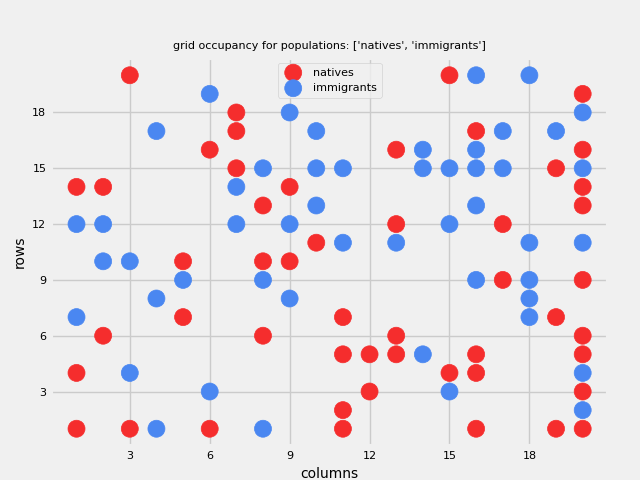 grid occupancy for populations: ['natives', 'immigrants']
natives
immigrants
18
15
12
9
6
3
rows
3 6 9 12 15 18
columns